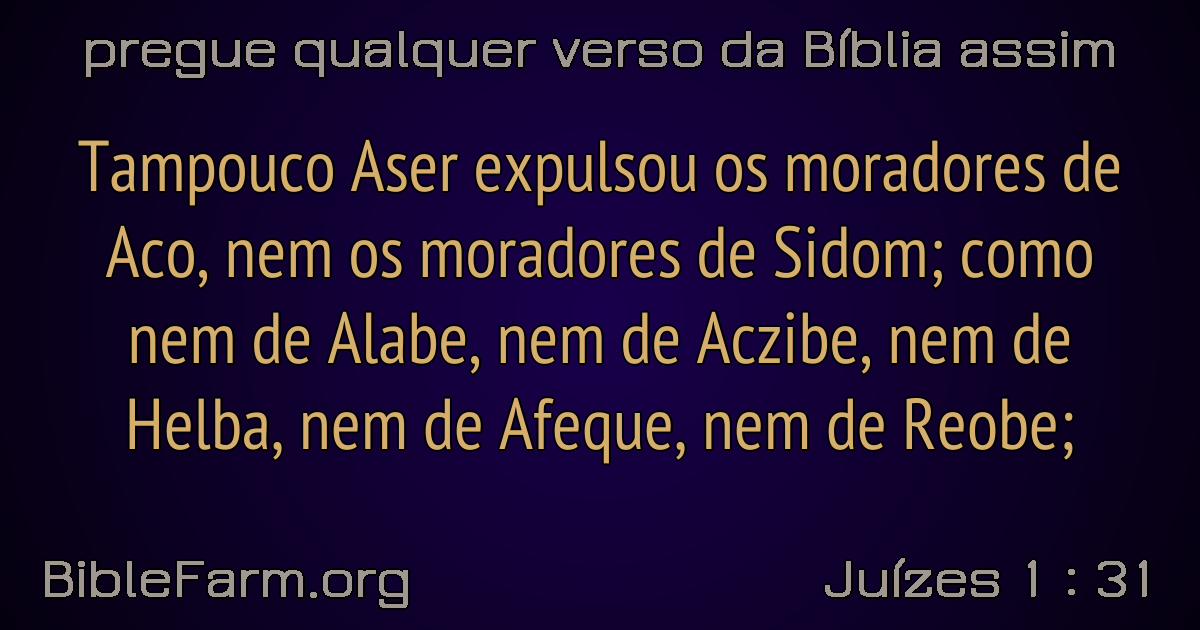 pregue qualquer verso da Bíblia assim
Tampouco Aser expulsou os moradores de
Aco, nem os moradores de Sidom; como
nem de Alabe, nem de Aczibe, nem de
Helba, nem de Afeque, nem de Reobe;
BibleFarm.org
Juízes 1 : 31